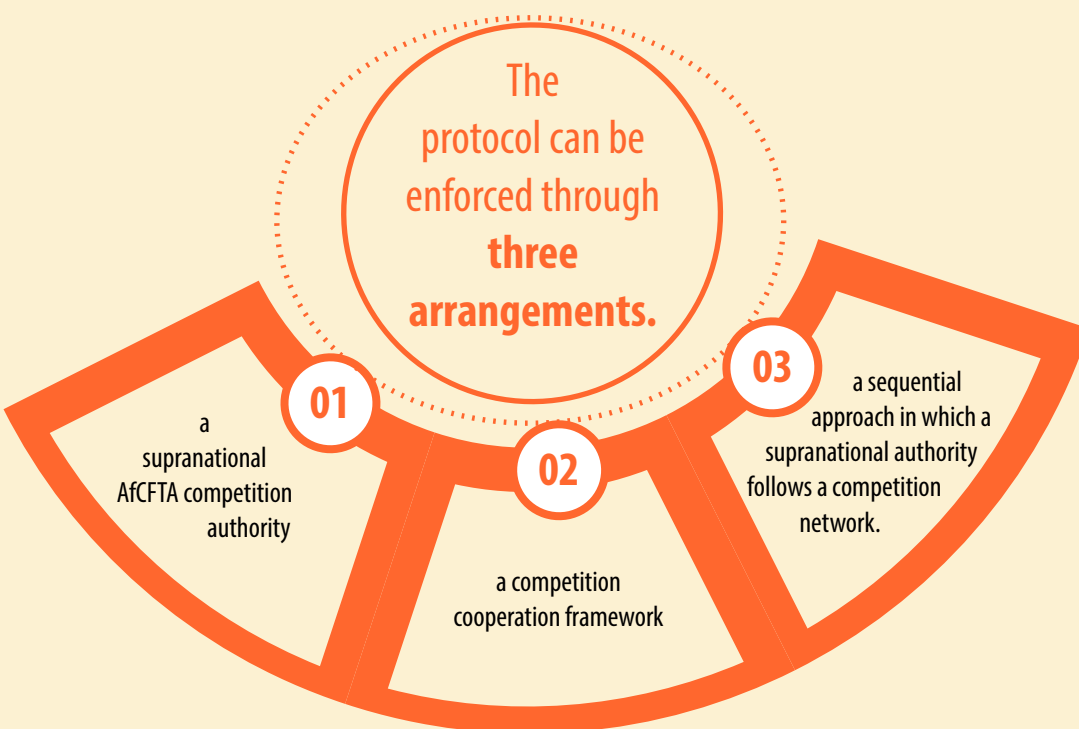 The
protocol can be
enforced through
three
arrangements.
01
a
supranational
AfCFTA competition
authority
02
a competition
cooperation framework
03
a sequential
approach in which a
supranational authority
follows a competition
network.